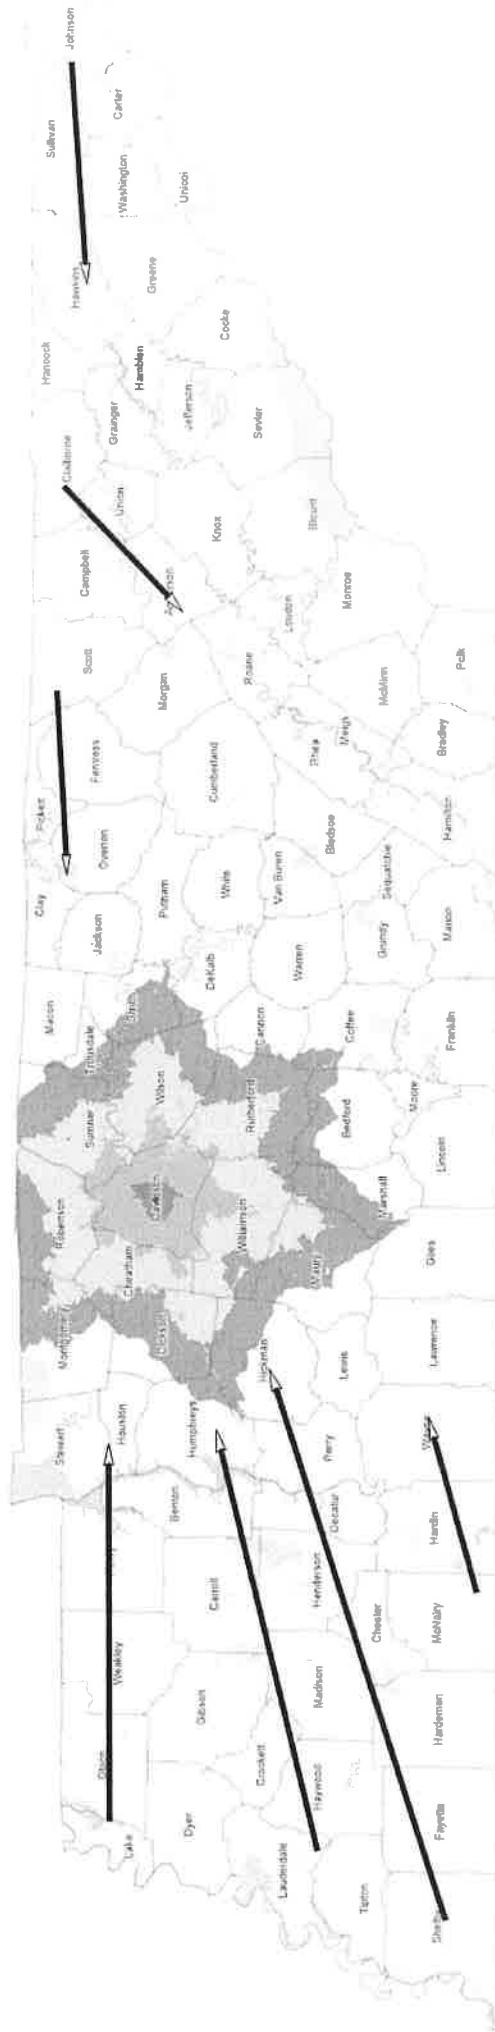 Lake
Weakley
Stewart
Houston
Montgomery
Robertson
Cheatham
Sumner
Trousdale
Macon
Smith
Clay
Jackson
Pickett
Overton
Fentress
Scott
Campbell
Claiborne
Union
Grainger
Hancock
Hamblen
Hawkins
Sullivan
Washington
Carter
Johnson
Dyer
Gibson
Carroll
Benton
Humphreys
Dickson
Davidson
Wilson
DeKalb
Putnam
White
Cumberland
Morgan
Roane
Knox
Jefferson
Cocke
Greene
Unicoi
Lauderdale
Crockett
Haywood
Madison
Henderson
Decatur
Perry
Hickman
Lewis
Williamson
Maury
Rutherford
Cannon
Warren
Van Buren
Bledsoe
Rhea
Meigs
Loudon
Blount
Sevier
Tipton
Chester
Marshall
Bedford
Coffee
Grundy
Sequatchie
McMinn
Monroe
Shelby
Fayette
Hardeman
McNairy
Hardin
Lawrence
Giles
Lincoln
Moore
Franklin
Marion
Hamilton
Bradley
Polk